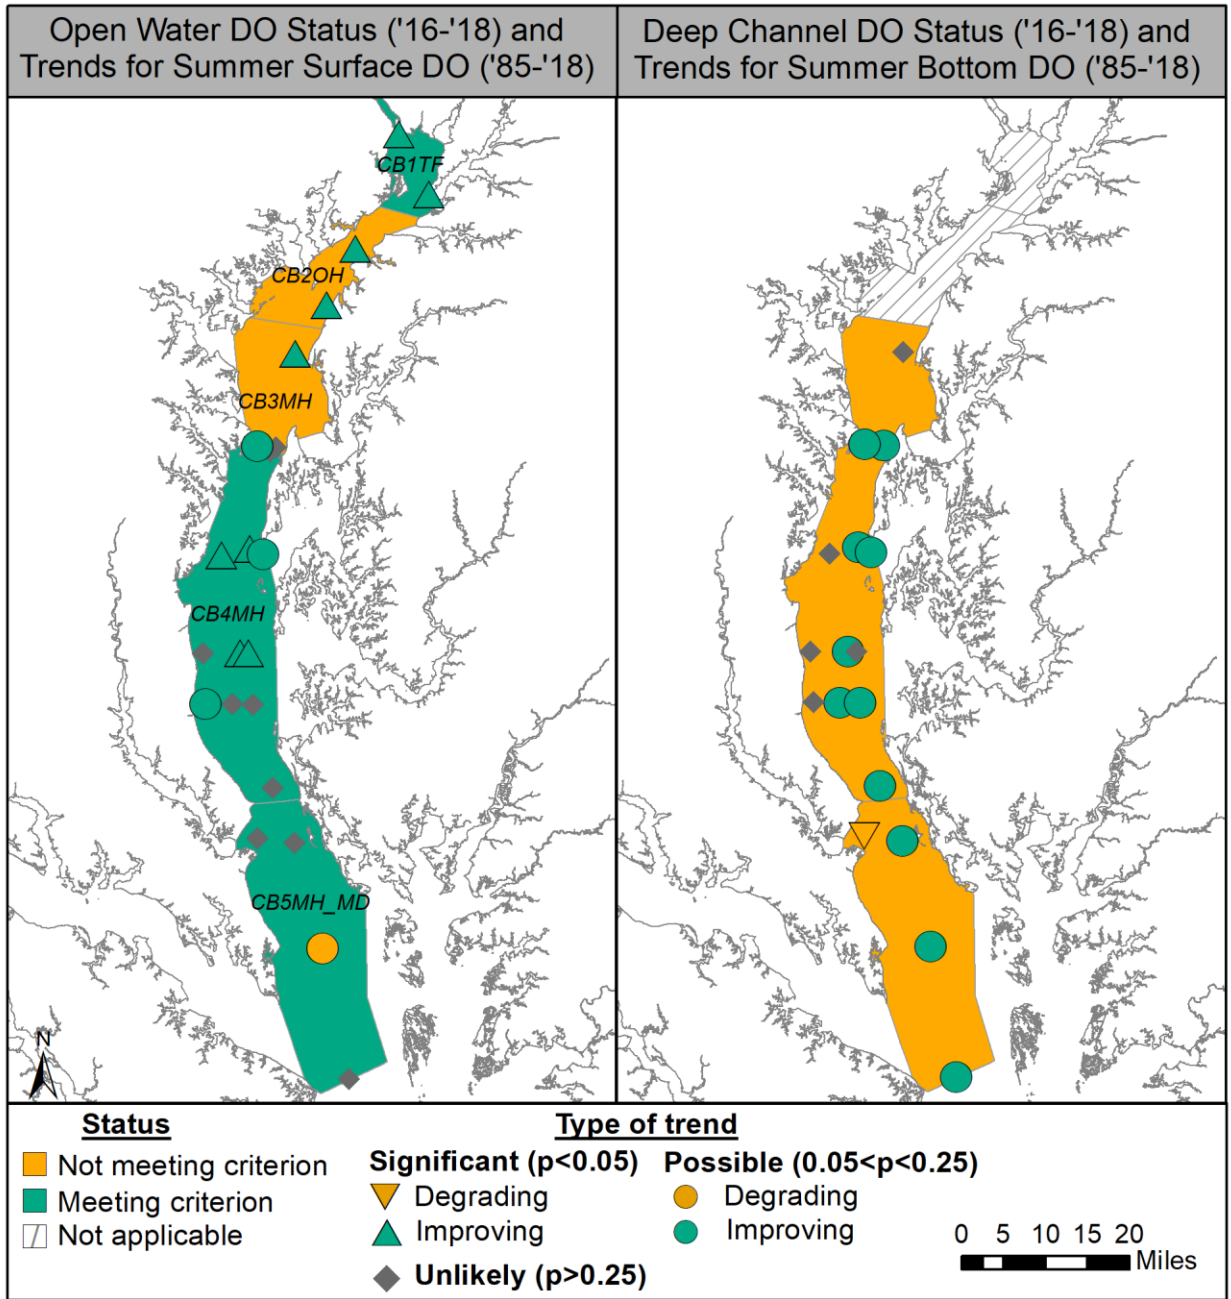 Open Water DO Status ('16-'18) and
Trends for Summer Surface DO ('85-'18)
Deep Channel DO Status ('16-'18) and
Trends for Summer Bottom DO ('85-'18)
CB1TF
CB2OH
CB3MH
CB4MH
CB5MH_MD
N
Status
Not meeting criterion
Meeting criterion
Not applicable
Type of trend
Significant (p<0.05)
Degrading
Improving
Unlikely (p>0.25)
Possible (0.05<p<0.25)
Degrading
Improving
0 5 10 15 20
Miles